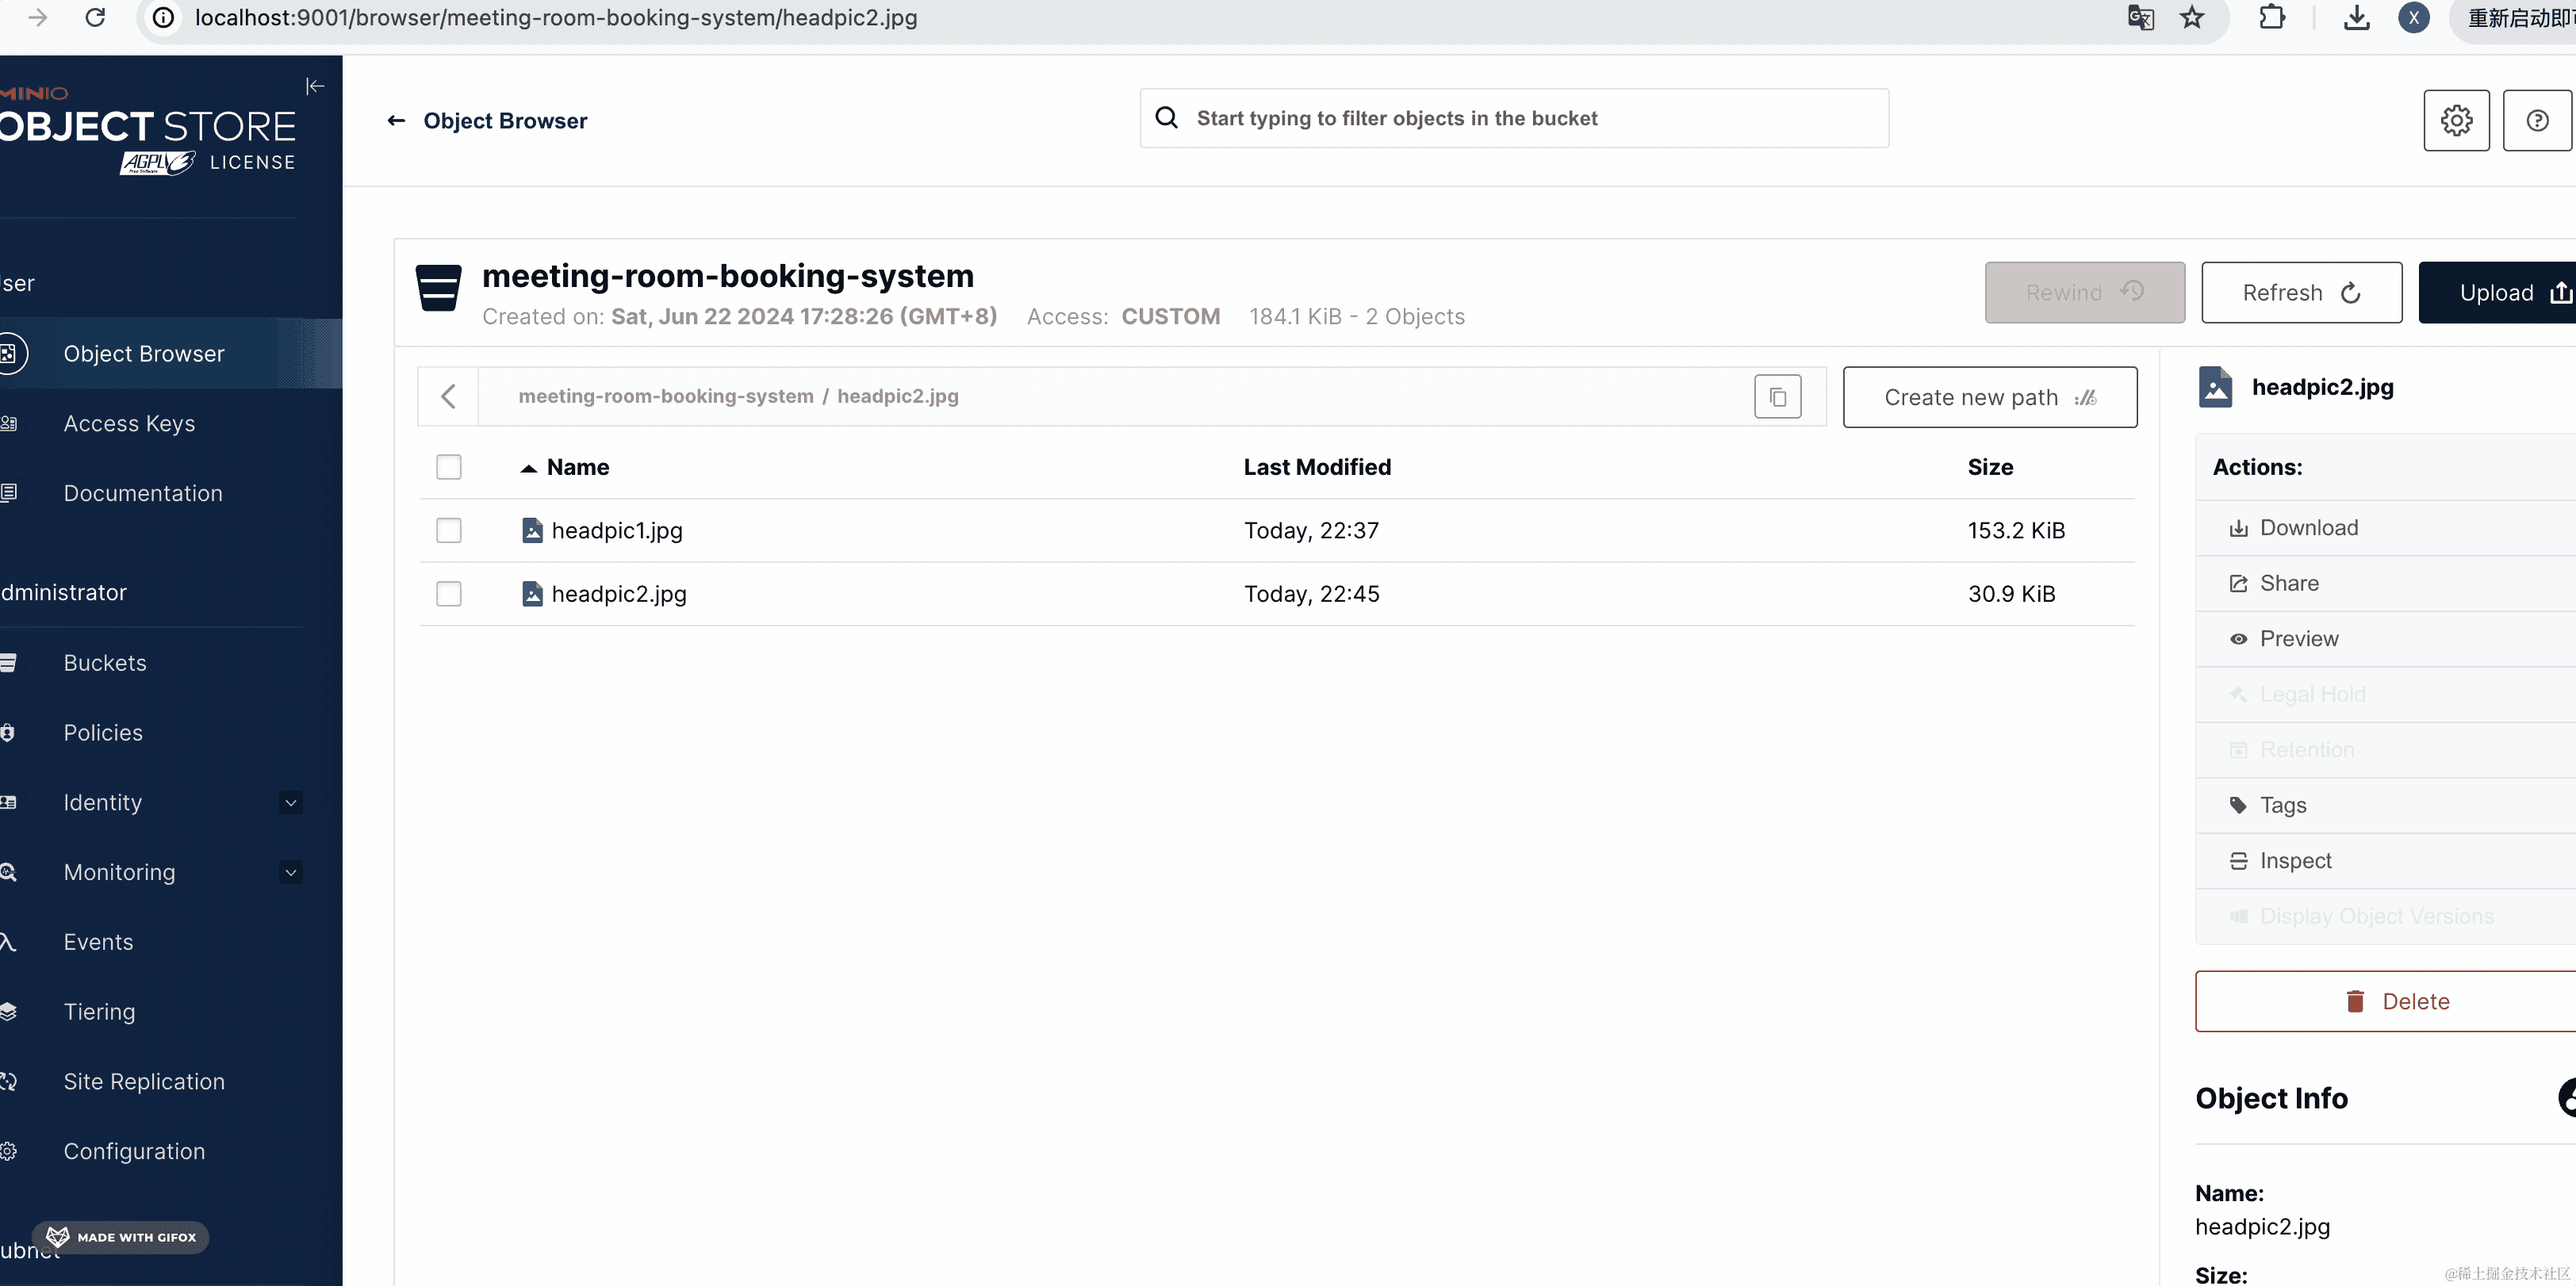 localhost:9001/browser/meeting-room-booking-system/headpic2.jpg
X
重新启动即
MINIO
OBJECT STORE
AGPL v3 LICENSE
Free Software
Object Browser
Access Keys
Documentation
Buckets
Policies
Identity
Monitoring
Events
Tiering
Site Replication
Configuration
MADE WITH GIFOX
Object Browser
Start typing to filter objects in the bucket
meeting-room-booking-system
Created on: Sat, Jun 22 2024 17:28:26 (GMT+8) Access: CUSTOM 184.1 KiB - 2 Objects
Rewind
Refresh
Upload
meeting-room-booking-system / headpic2.jpg
Create new path
Name Last Modified Size
headpic1.jpg Today, 22:37 153.2 KiB
headpic2.jpg Today, 22:45 30.9 KiB
headpic2.jpg
Actions:
Download
Share
Preview
Legal Hold
Retention
Tags
Inspect
Display Object Versions
Delete
Object Info
Name:
headpic2.jpg
Size:
@稀土掘金技术社区